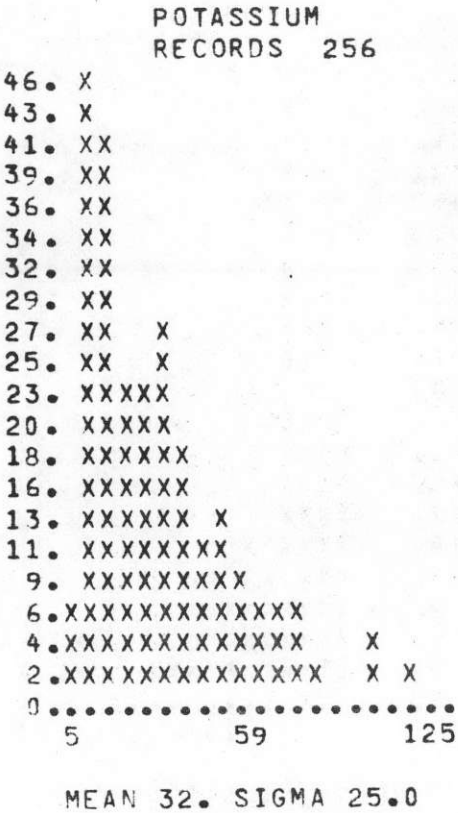 POTASSIUM
RECORDS 256
46. X
43. X
41. XX
39. XX
36. XX
34. XX
32. XX
29. XX
27. XX  X
25. XX  X
23. XXXXX
20. XXXXX
18. XXXXXX
16. XXXXXX
13. XXXXXX X
11. XXXXXXXX
9. XXXXXXXXX
6.XXXXXXXXXXXXX
4.XXXXXXXXXXXXX   X
2.XXXXXXXXXXXXXX  X X
0......................
5 59 125
MEAN 32. SIGMA 25.0